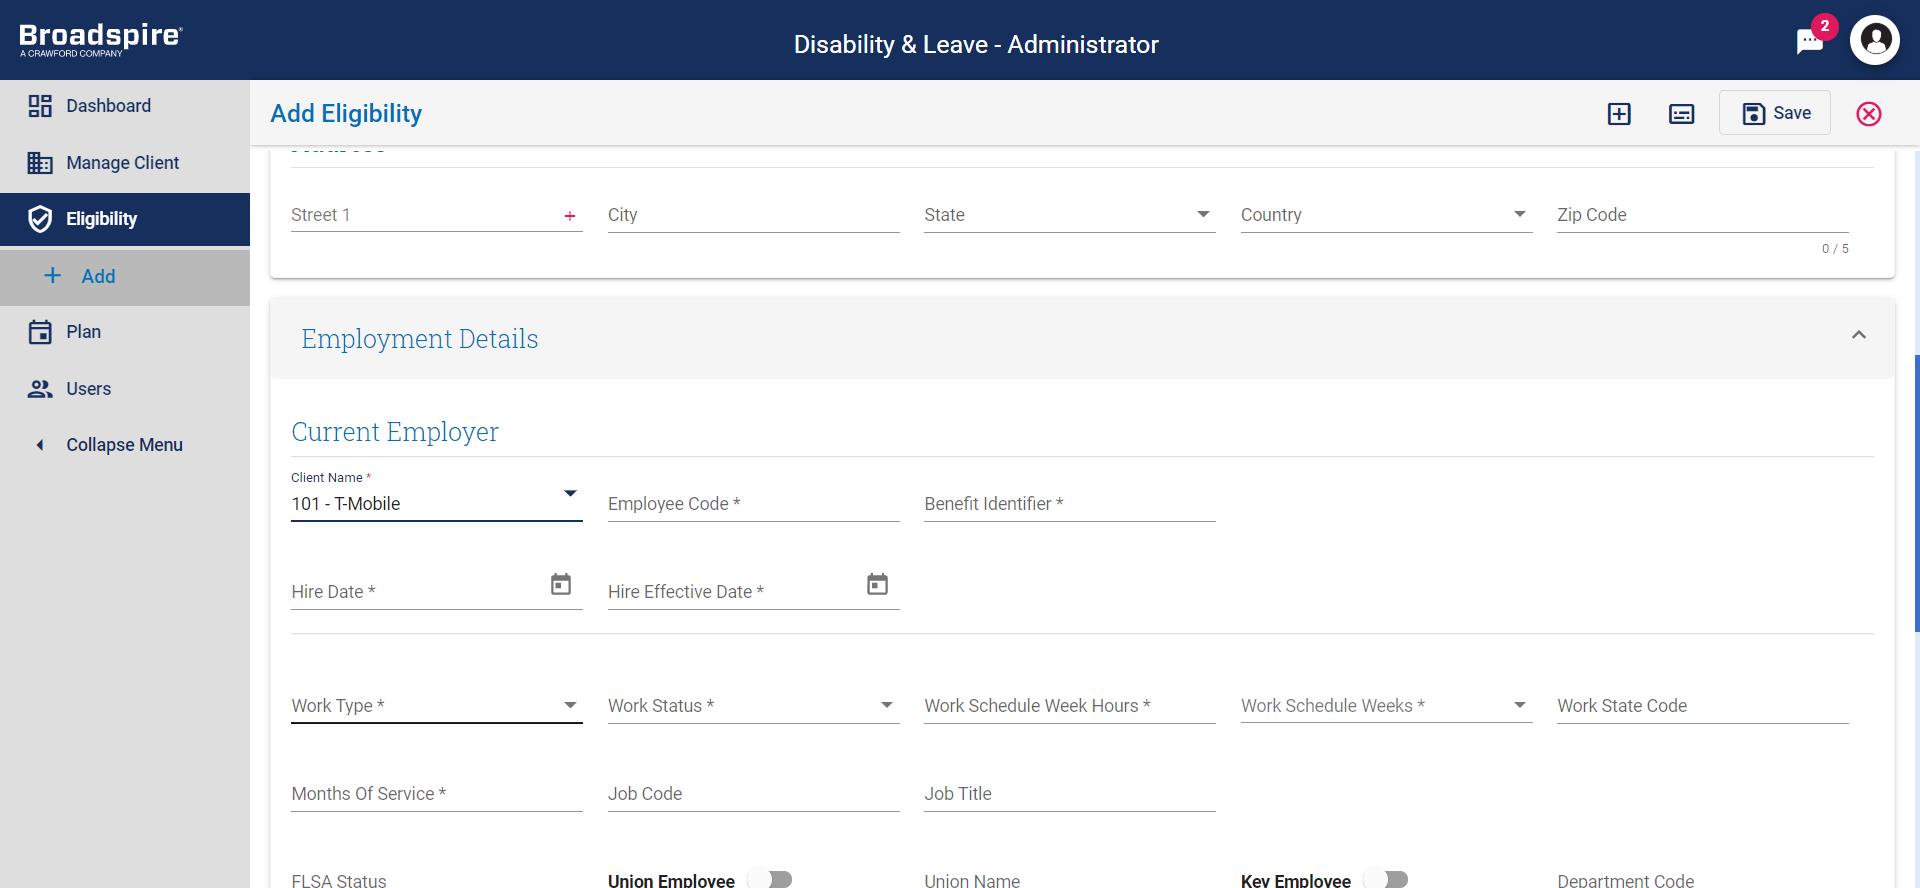 Broadspire®
A CRAWFORD COMPANY
Disability & Leave - Administrator
2
Dashboard
Manage Client
Eligibility
Add
Plan
Users
Collapse Menu
Add Eligibility
Save
Address
Street 1 +
City
State
Country
Zip Code
0 / 5
Employment Details
Current Employer
Client Name *
101 - T-Mobile
Employee Code *
Benefit Identifier *
Hire Date *
Hire Effective Date *
Work Type *
Work Status *
Work Schedule Week Hours *
Work Schedule Weeks *
Work State Code
Months Of Service *
Job Code
Job Title
FLSA Status
Union Employee
Union Name
Key Employee
Department Code